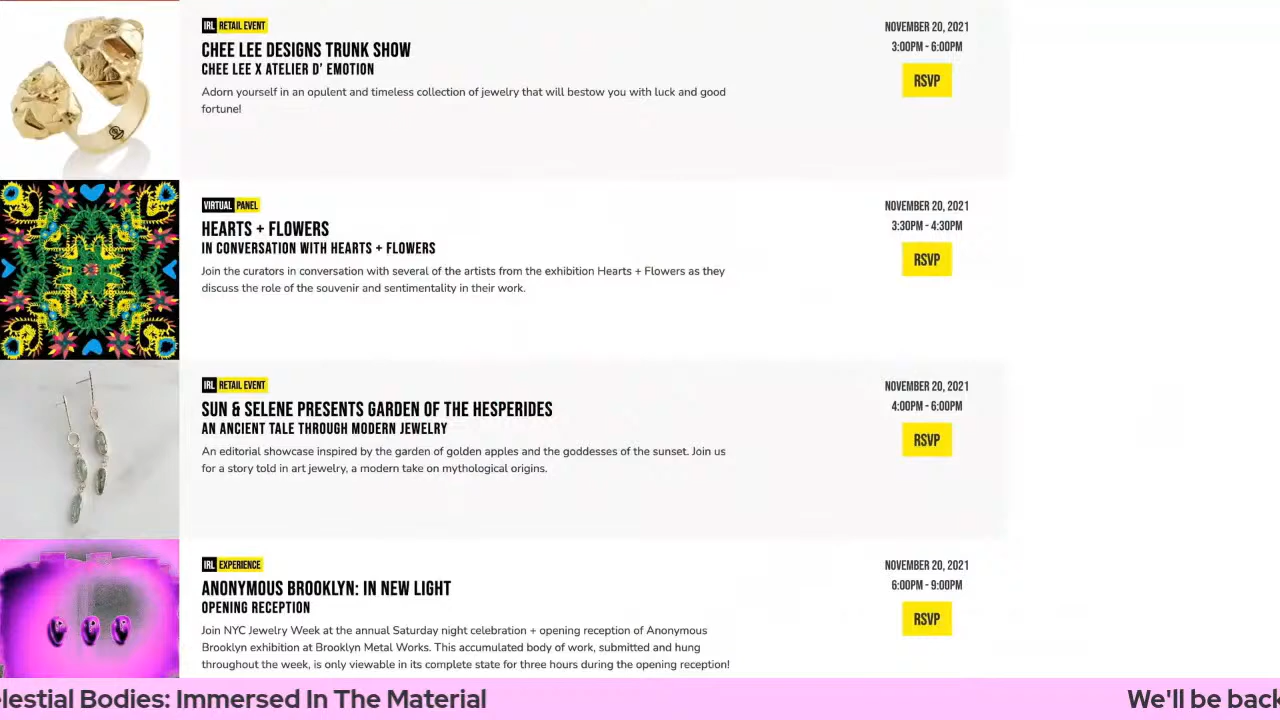 IRL RETAIL EVENT
NOVEMBER 20, 2021
CHEE LEE DESIGNS TRUNK SHOW
3:00PM - 6:00PM
CHEE LEE X ATELIER D' EMOTION
RSVP
Adorn yourself in an opulent and timeless collection of jewelry that will bestow you with luck and good
fortune!
VIRTUAL PANEL
NOVEMBER 20, 2021
HEARTS + FLOWERS
3:30PM - 4:30PM
IN CONVERSATION WITH HEARTS + FLOWERS
RSVP
Join the curators in conversation with several of the artists from the exhibition Hearts + Flowers as they
discuss the role of the souvenir and sentimentality in their work.
IRL RETAIL EVENT
NOVEMBER 20, 2021
SUN & SELENE PRESENTS GARDEN OF THE HESPERIDES
4:00PM - 6:00PM
AN ANCIENT TALE THROUGH MODERN JEWELRY
RSVP
An editorial showcase inspired by the garden of golden apples and the goddesses of the sunset. Join us
for a story told in art jewelry, a modern take on mythological origins.
IRL EXPERIENCE
NOVEMBER 20, 2021
ANONYMOUS BROOKLYN: IN NEW LIGHT
6:00PM - 9:00PM
OPENING RECEPTION
RSVP
Join NYC Jewelry Week at the annual Saturday night celebration + opening reception of Anonymous
Brooklyn exhibition at Brooklyn Metal Works. This accumulated body of work, submitted and hung
throughout the week, is only viewable in its complete state for three hours during the opening reception!
elestial Bodies: Immersed In The Material
We'll be back